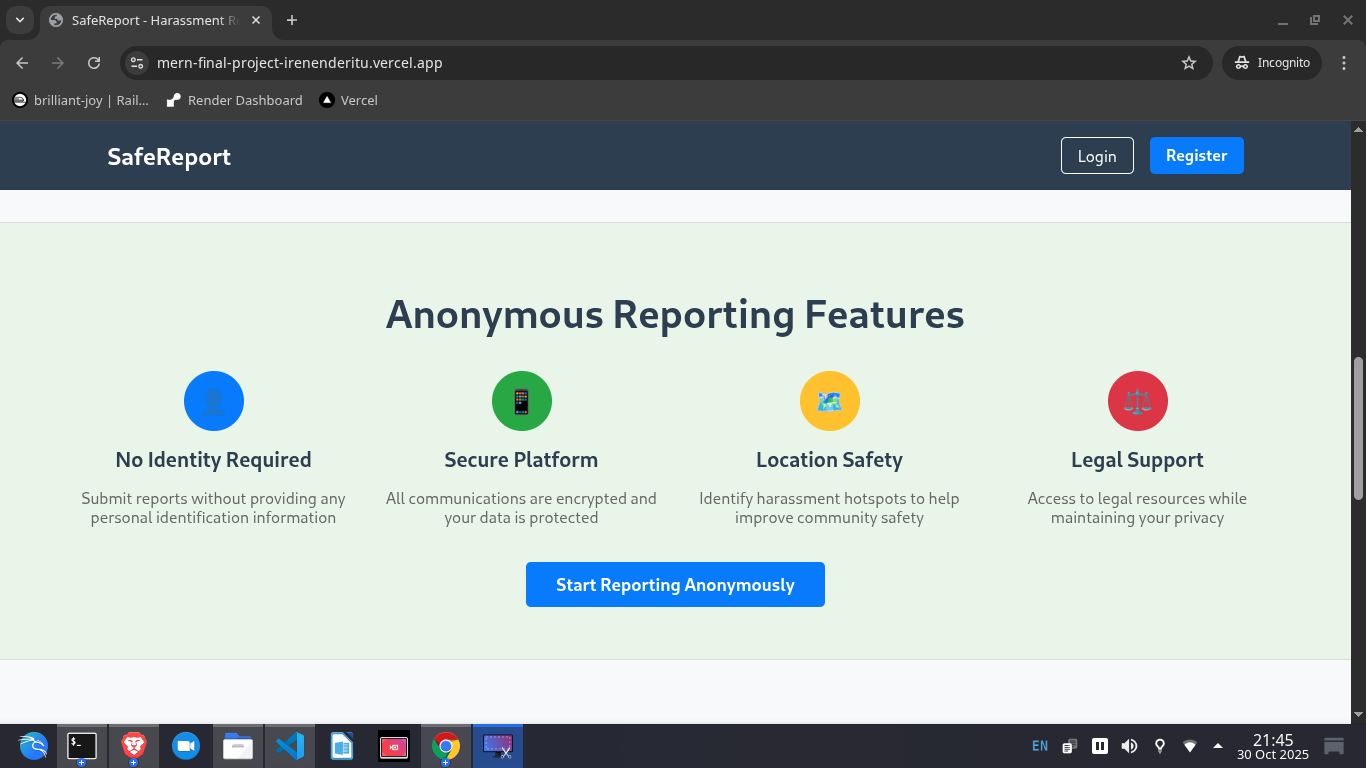 SafeReport - Harassment R
mern-final-project-irenenderitu.vercel.app
Incognito
brilliant-joy | Rail...
Render Dashboard
Vercel
SafeReport
Login
Register
Anonymous Reporting Features
No Identity Required
Submit reports without providing any
personal identification information
Secure Platform
All communications are encrypted and
your data is protected
Location Safety
Identify harassment hotspots to help
improve community safety
Legal Support
Access to legal resources while
maintaining your privacy
Start Reporting Anonymously
EN
21:45
30 Oct 2025